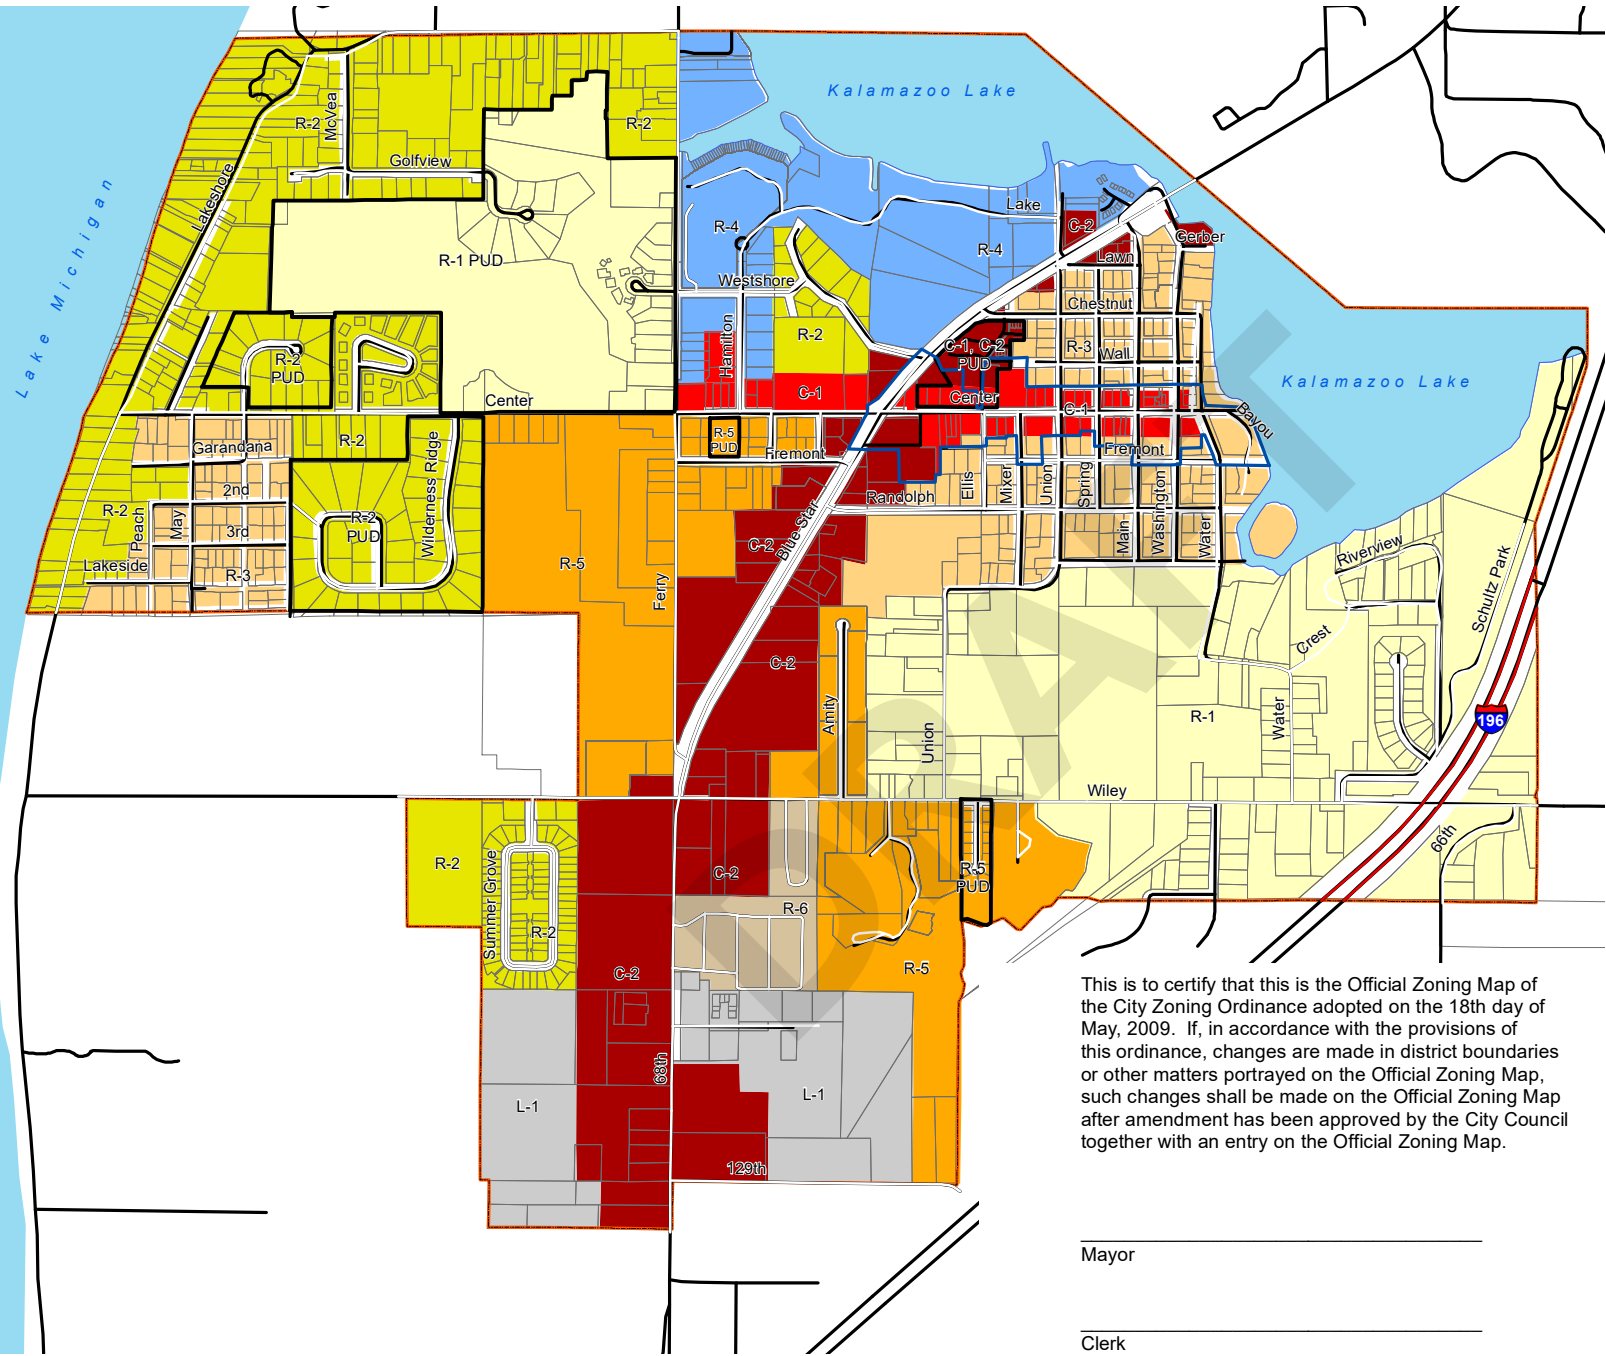 Kalamazoo Lake
Lake Michigan
R-2
McVea
R-2
Golfview
Lakeshore
R-1 PUD
R-4
Lake
R-4
C-2
Gerber
Lawn
Westshore
Chestnut
Hamilton
R-2
C-1, C-2
PUD
R-3
Wall
R-2
PUD
Kalamazoo Lake
Center
C-1
Center
C-1
Bayou
Garandana
R-2
Wilderness Ridge
R-5
PUD
Fremont
Fremont
2nd
R-2
Peach
May
3rd
R-2
PUD
Randolph
Ellis
Mixer
Union
Spring
Main
Washington
Water
Lakeside
R-3
R-5
Ferry
C-2
Blue Star
Riverview
Schultz Park
Crest
C-2
Amity
Union
R-1
Water
196
Wiley
66th
R-2
Summer Grove
R-2
C-2
R-6
R-5
PUD
C-2
R-5
68th
L-1
L-1
129th
DRAFT
This is to certify that this is the Official Zoning Map of
the City Zoning Ordinance adopted on the 18th day of
May, 2009. If, in accordance with the provisions of
this ordinance, changes are made in district boundaries
or other matters portrayed on the Official Zoning Map,
such changes shall be made on the Official Zoning Map
after amendment has been approved by the City Council
together with an entry on the Official Zoning Map.
Mayor
Clerk